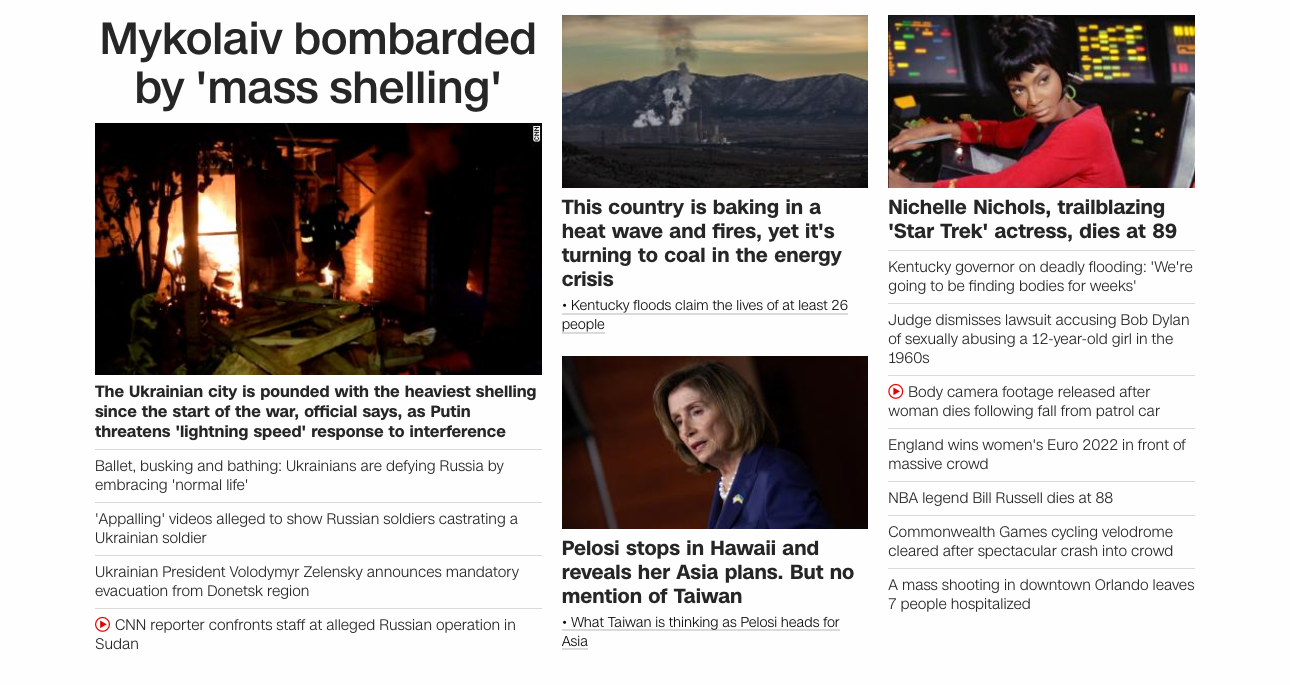 Mykolaiv bombarded
by 'mass shelling'
CNN
The Ukrainian city is pounded with the heaviest shelling
since the start of the war, official says, as Putin
threatens 'lightning speed' response to interference
Ballet, busking and bathing: Ukrainians are defying Russia by
embracing 'normal life'
'Appalling' videos alleged to show Russian soldiers castrating a
Ukrainian soldier
Ukrainian President Volodymyr Zelensky announces mandatory
evacuation from Donetsk region
CNN reporter confronts staff at alleged Russian operation in
Sudan
This country is baking in a
heat wave and fires, yet it's
turning to coal in the energy
crisis
• Kentucky floods claim the lives of at least 26
people
Pelosi stops in Hawaii and
reveals her Asia plans. But no
mention of Taiwan
• What Taiwan is thinking as Pelosi heads for
Asia
Nichelle Nichols, trailblazing
'Star Trek' actress, dies at 89
Kentucky governor on deadly flooding: 'We're
going to be finding bodies for weeks'
Judge dismisses lawsuit accusing Bob Dylan
of sexually abusing a 12-year-old girl in the
1960s
Body camera footage released after
woman dies following fall from patrol car
England wins women's Euro 2022 in front of
massive crowd
NBA legend Bill Russell dies at 88
Commonwealth Games cycling velodrome
cleared after spectacular crash into crowd
A mass shooting in downtown Orlando leaves
7 people hospitalized